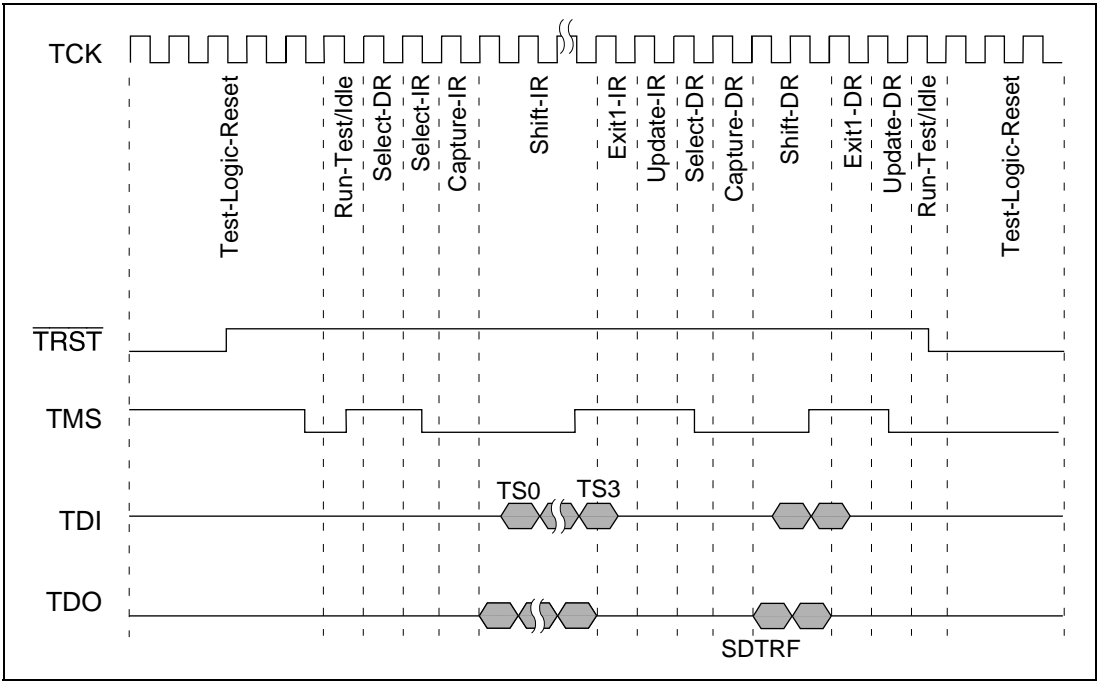 TCK
Test-Logic-Reset
Run-Test/Idle
Select-DR
Select-IR
Capture-IR
Shift-IR
Exit1-IR
Update-IR
Select-DR
Capture-DR
Shift-DR
Exit1-DR
Update-DR
Run-Test/Idle
Test-Logic-Reset
TRST
TMS
TS0
TS3
TDI
TDO
SDTRF